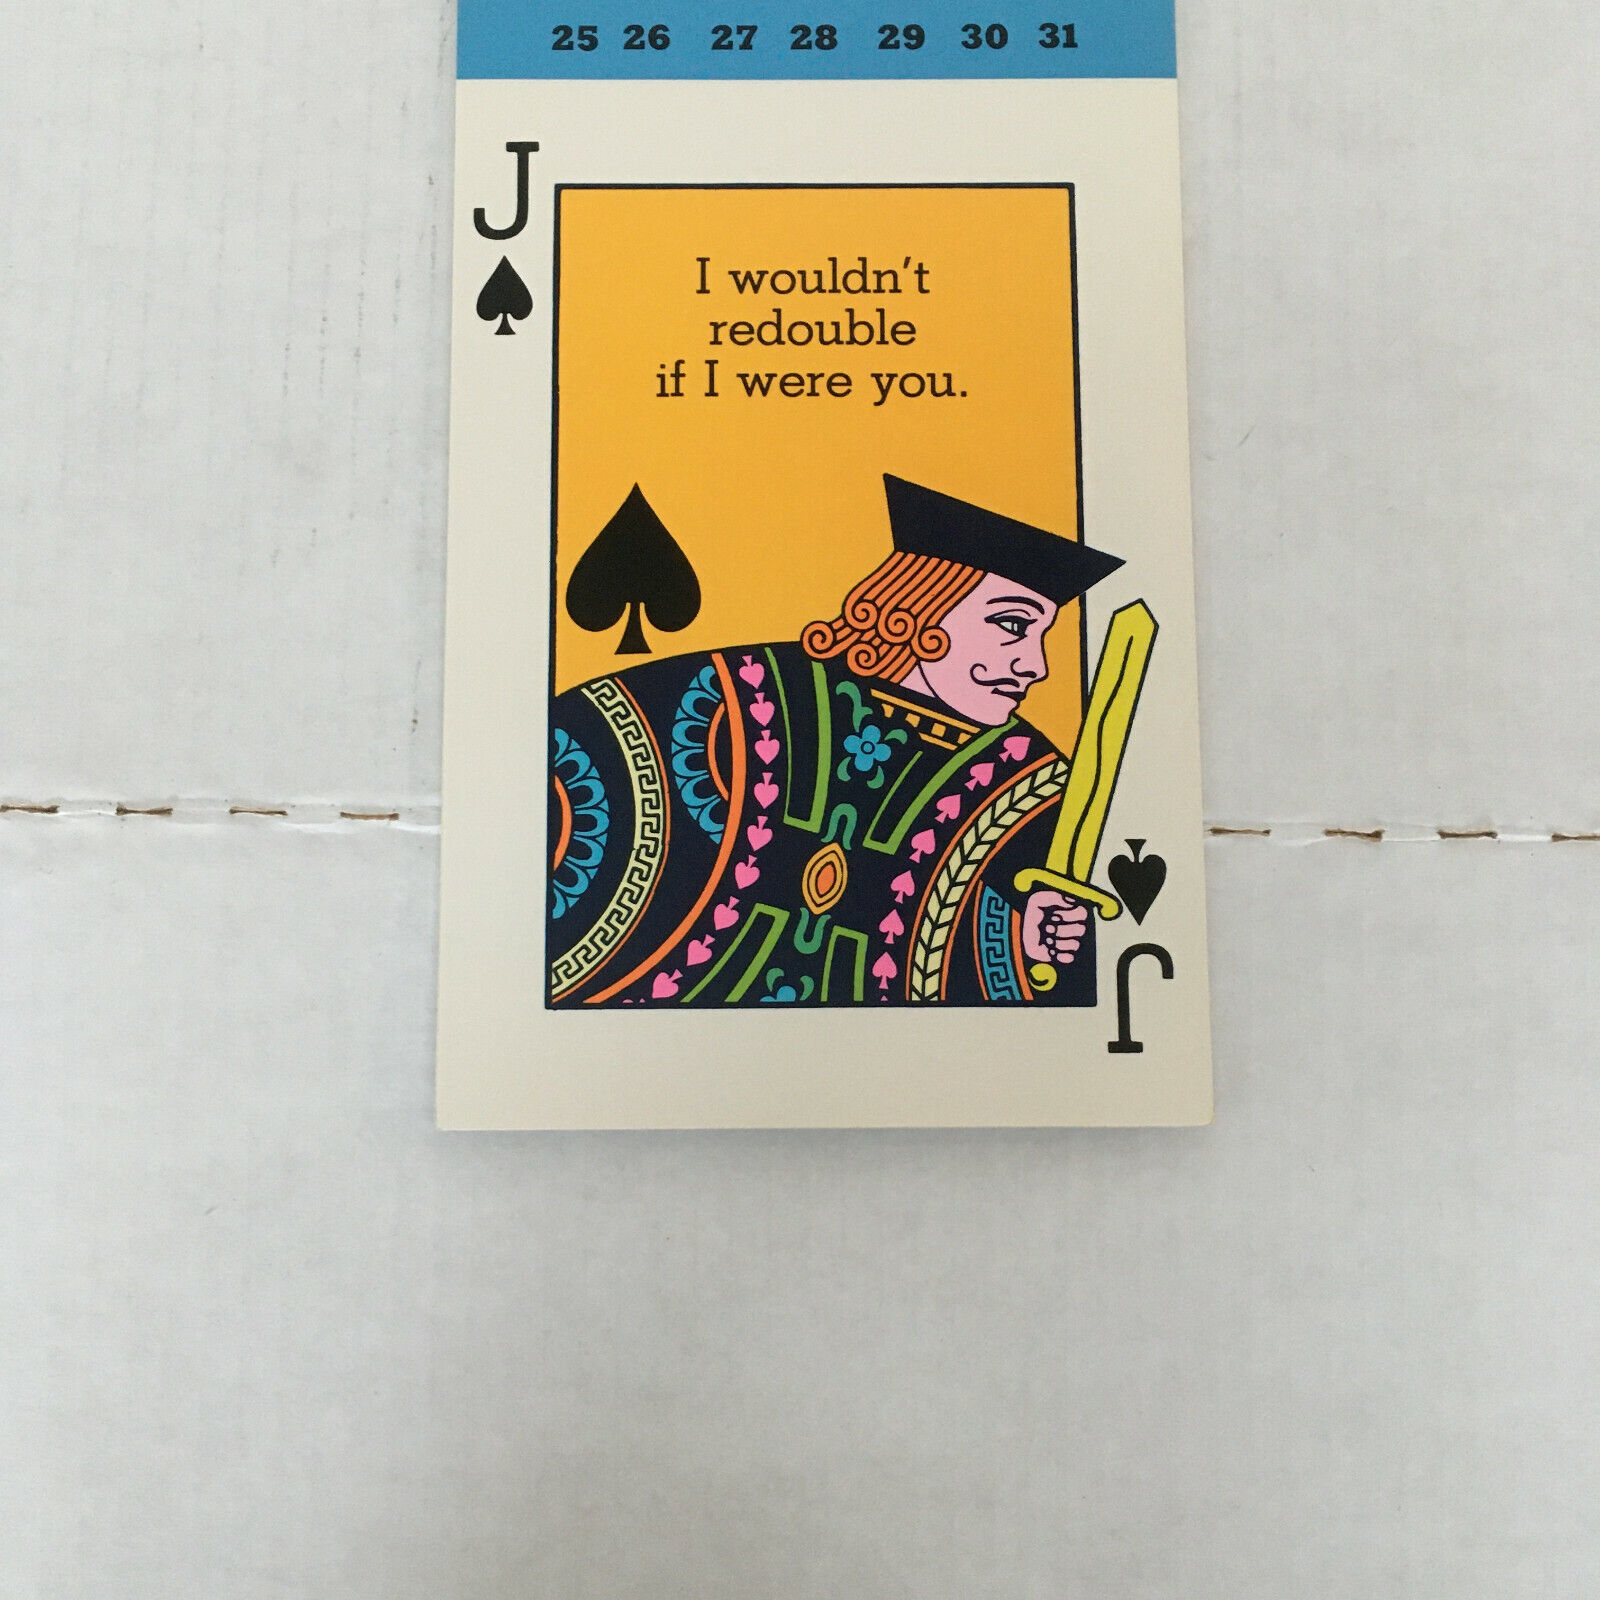 25 26 27 28 29 30 31
J
I wouldn't
redouble
if I were you.
J